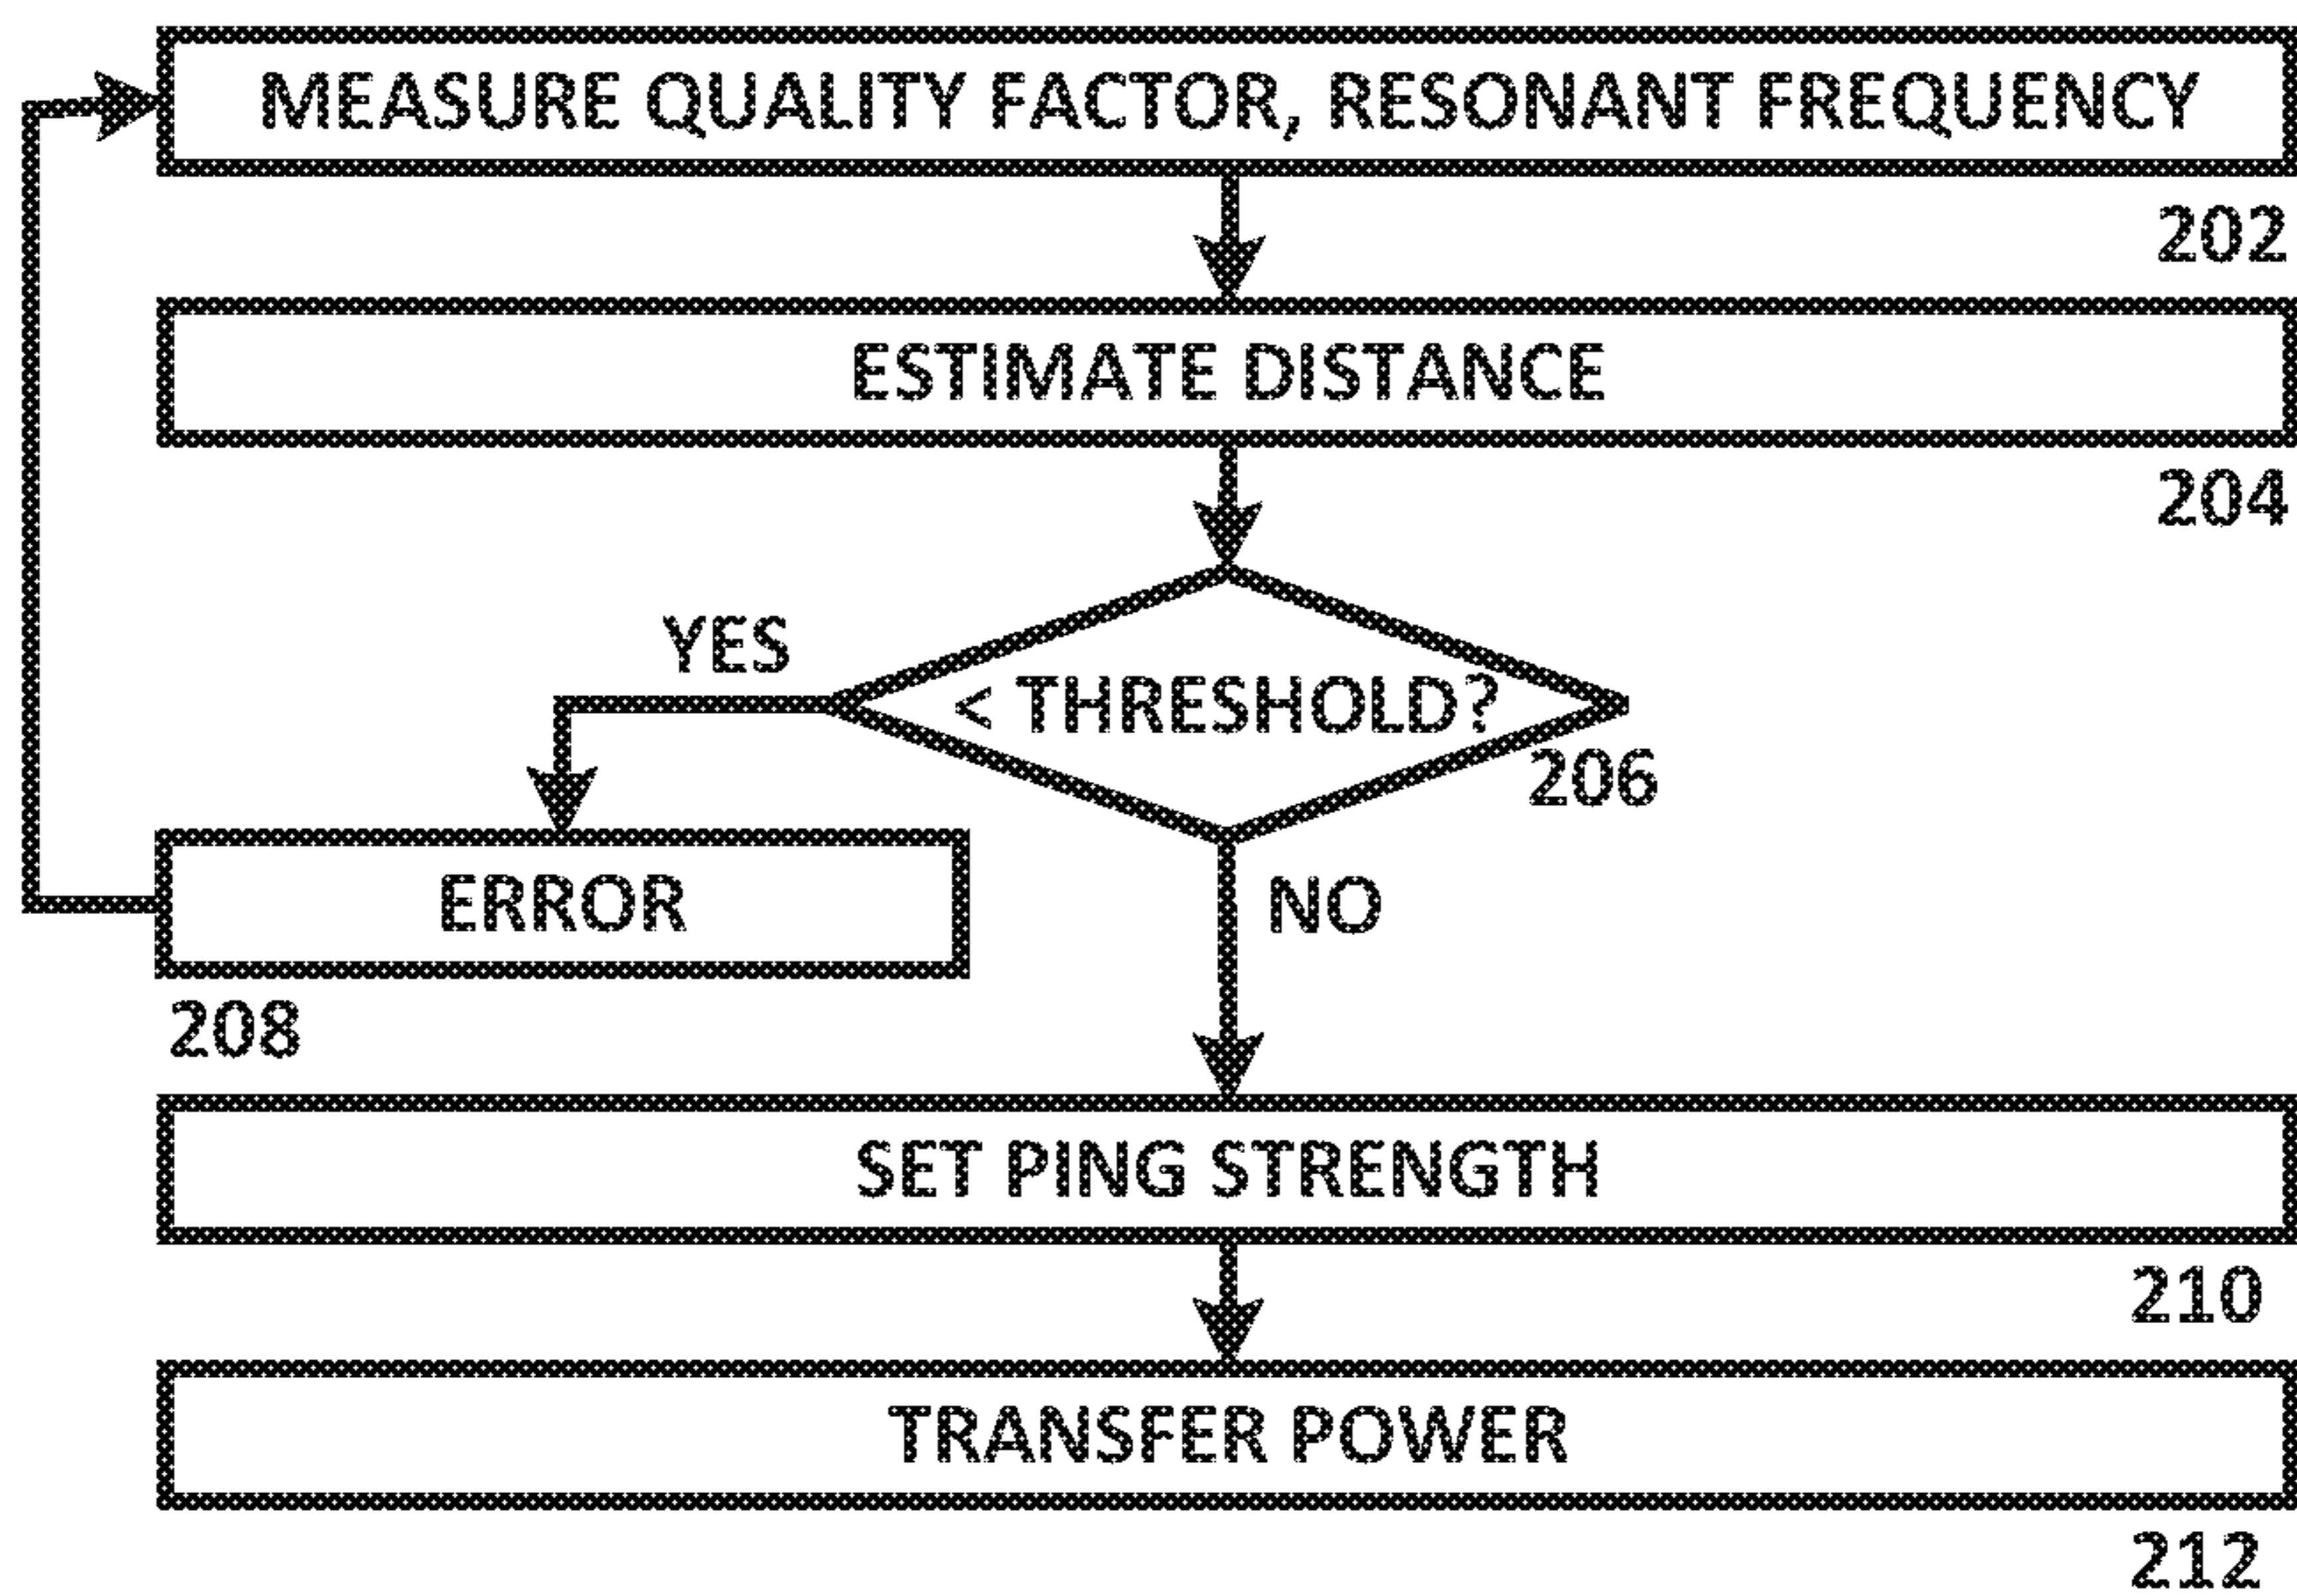 MEASURE QUALITY FACTOR, RESONANT FREQUENCY
202
ESTIMATE DISTANCE
204
YES
< THRESHOLD?
206
ERROR
NO
208
SET PING STRENGTH
210
TRANSFER POWER
212